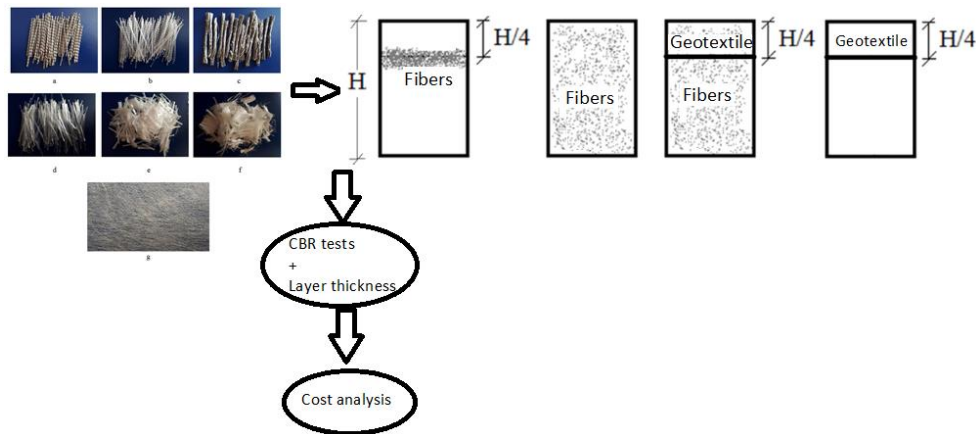 a
b
c
d
e
f
g
H
Fibers
H/4
Fibers
Geotextile
Fibers
H/4
Geotextile
H/4
CBR tests
+
Layer thickness
Cost analysis